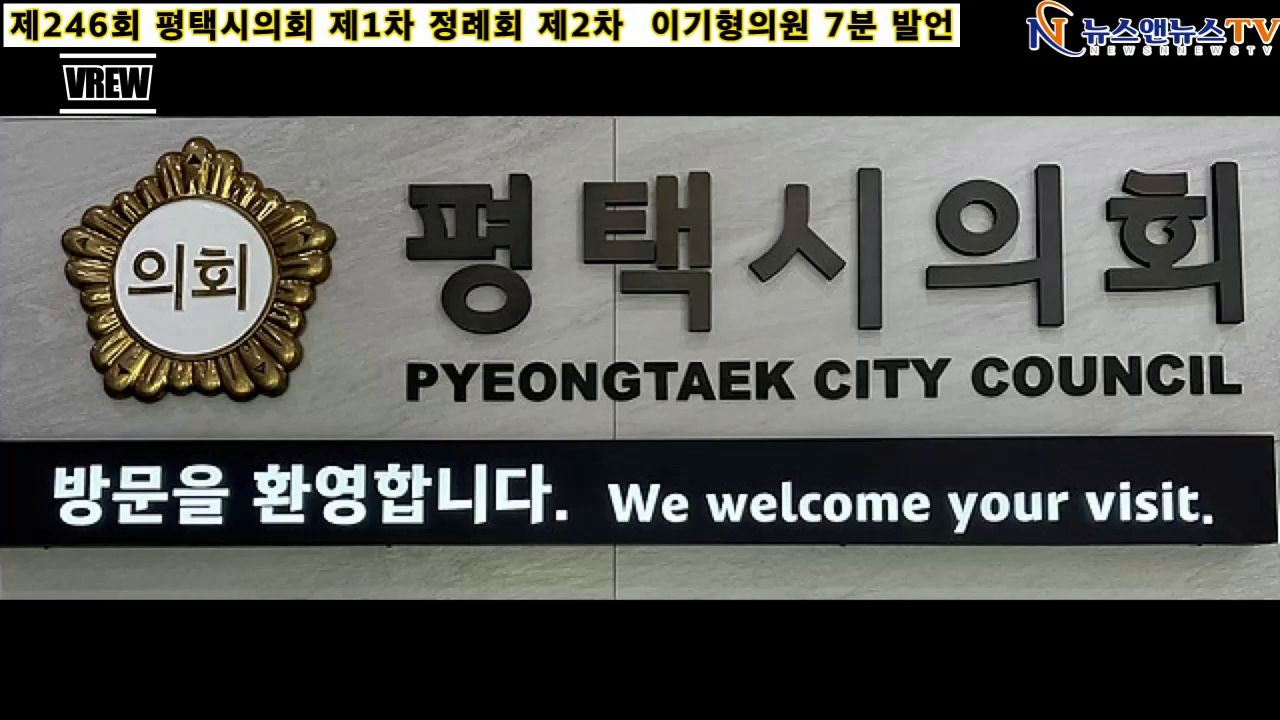 제246회 평택시의회 제1차 정례회 제2차 이기형의원 7분 발언
뉴스앤뉴스TV
NEWSNNEWSTV
VREW
의회
평택시의회
PYEONGTAEK CITY COUNCIL
방문을 환영합니다. We welcome your visit.